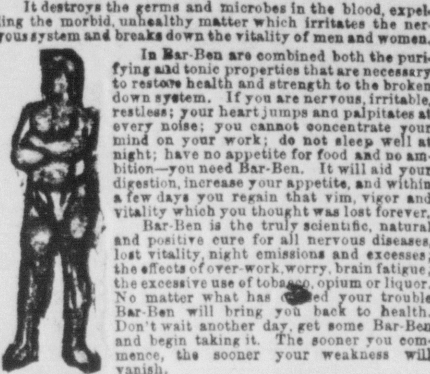 It destroys the germs and microbes in the blood, expel-
ling the morbid, unhealthy matter which irritates the ner-
vous system and breaks down the vitality of men and women.
In Bar-Ben are combined both the puri-
fying and tonic properties that are necessary
to restore health and strength to the broken
down system. If you are nervous, irritable,
restless; your heart jumps and palpitates at
every noise; you cannot concentrate your
mind on your work; do not sleep well at
night; have no appetite for food and no am-
bition—you need Bar-Ben. It will aid your
digestion, increase your appetite, and within
a few days you regain that vim, vigor and
vitality which you thought was lost forever.
Bar-Ben is the truly scientific, natural
and positive cure for all nervous diseases,
lost vitality, night emissions and excesses,
the effects of over-work, worry, brain fatigue,
the excessive use of tobacco, opium or liquor.
No matter what has ed your trouble
Bar-Ben will bring you back to health.
Don't wait another day, get some Bar-Ben
and begin taking it. The sooner you com-
mence, the sooner your weakness will
vanish.